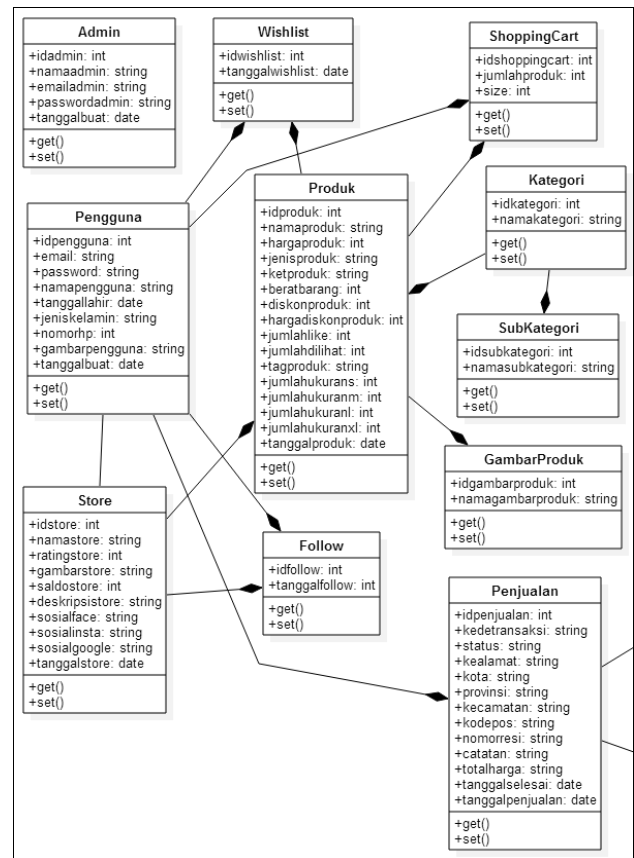 Admin
+idadmin: int
+namaadmin: string
+emailadmin: string
+passwordadmin: string
+tanggalbuat: date
+get()
+set()
Wishlist
+idwishlist: int
+tanggalwishlist: date
+get()
+set()
ShoppingCart
+idshoppingcart: int
+jumlahproduk: int
+size: int
+get()
+set()
Pengguna
+idpengguna: int
+email: string
+password: string
+namapengguna: string
+tanggallahir: date
+jeniskelamin: string
+nomorhp: int
+gambarpengguna: string
+tanggalbuat: date
+get()
+set()
Produk
+idproduk: int
+namaproduk: string
+hargaproduk: int
+jenisproduk: string
+ketproduk: string
+beratbarang: int
+diskonproduk: int
+hargadiskonproduk: int
+jumlahlike: int
+jumlahdilihat: int
+tagproduk: string
+jumlahukurans: int
+jumlahukuranm: int
+jumlahukuranl: int
+jumlahukuranxl: int
+tanggalproduk: date
+get()
+set()
Kategori
+idkategori: int
+namakategori: string
+get()
+set()
SubKategori
+idsubkategori: int
+namasubkategori: string
+get()
+set()
GambarProduk
+idgambarproduk: int
+namagambarproduk: string
+get()
+set()
Store
+idstore: int
+namastore: string
+ratingstore: int
+gambarstore: string
+saldostore: int
+deskripsistore: string
+sosialface: string
+sosialinsta: string
+sosialgoogle: string
+tanggalstore: date
+get()
+set()
Follow
+idfollow: int
+tanggalfollow: int
+get()
+set()
Penjualan
+idpenjualan: int
+kedetransaksi: string
+status: string
+kealamat: string
+kota: string
+provinsi: string
+kecamatan: string
+kodepos: string
+nomorresi: string
+catatan: string
+totalharga: string
+tanggalselesai: date
+tanggalpenjualan: date
+get()
+set()